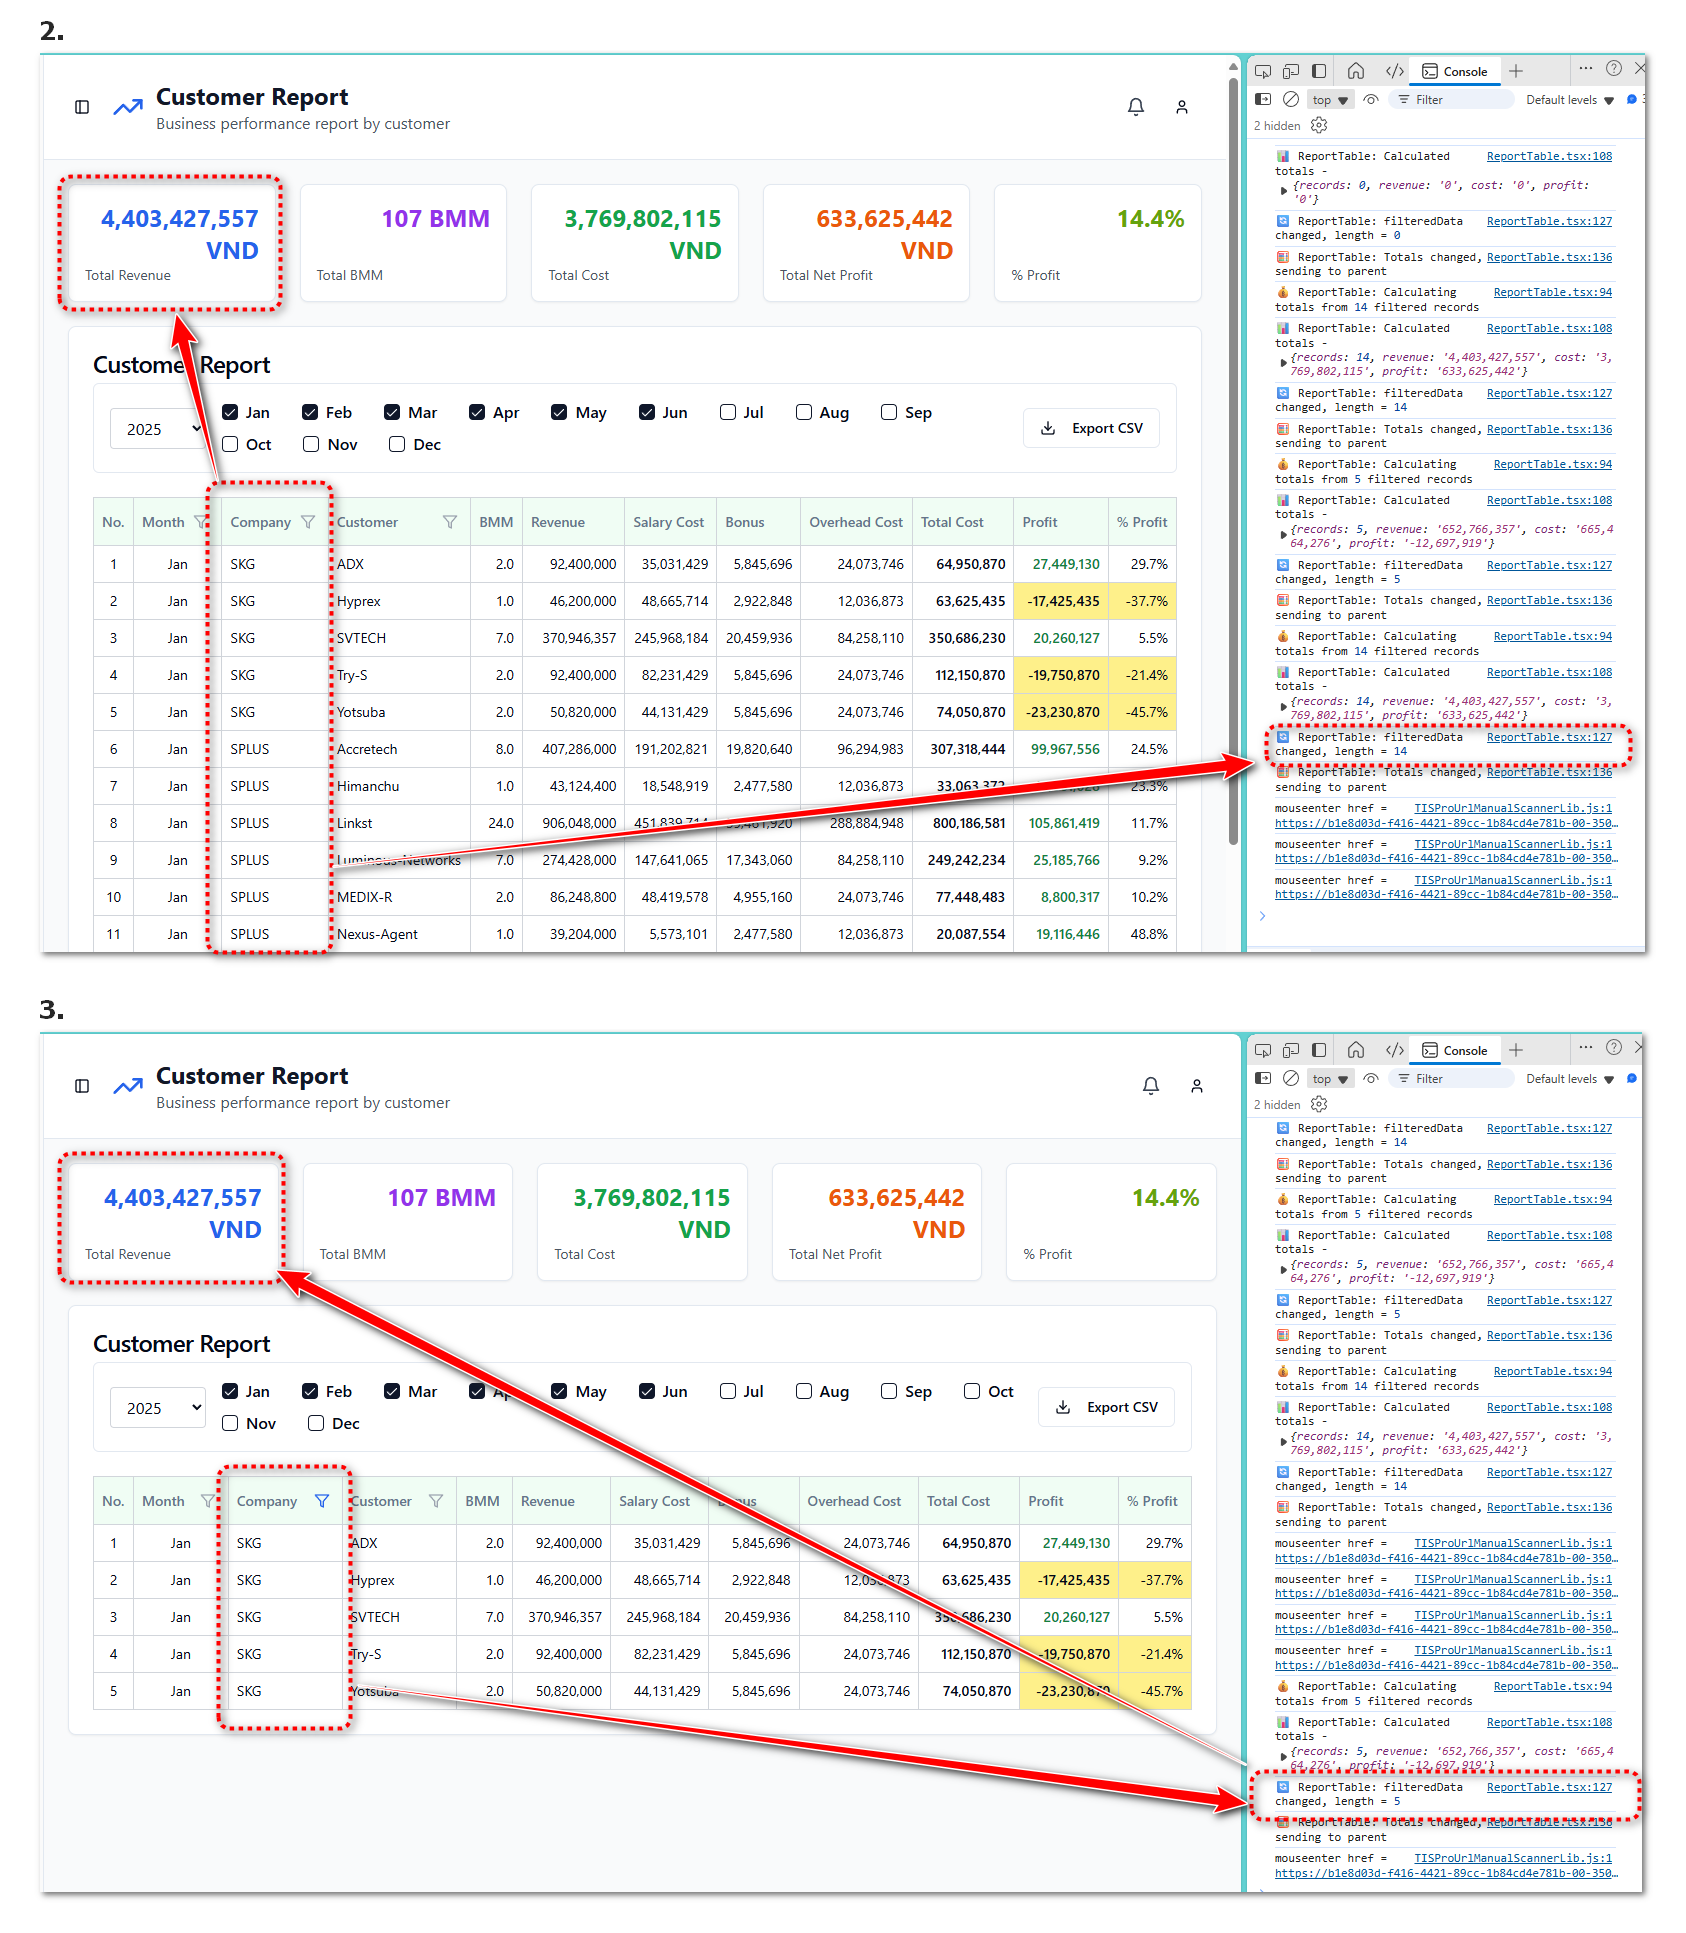 2.
Customer Report
Business performance report by customer
4,403,427,557 VND
Total Revenue
107 BMM
Total BMM
3,769,802,115 VND
Total Cost
633,625,442 VND
Total Net Profit
14.4%
% Profit
Customer Report
2025
Jan Feb Mar Apr May Jun Jul Aug Sep
Oct Nov Dec
Export CSV
No. Month Company Customer BMM Revenue Salary Cost Bonus Overhead Cost Total Cost Profit % Profit
1 Jan SKG ADX 2.0 92,400,000 35,031,429 5,845,696 24,073,746 64,950,870 27,449,130 29.7%
2 Jan SKG Hyprex 1.0 46,200,000 48,665,714 2,922,848 12,036,873 63,625,435 -17,425,435 -37.7%
3 Jan SKG SVTECH 7.0 370,946,357 245,968,184 20,459,936 84,258,110 350,686,230 20,260,127 5.5%
4 Jan SKG Try-S 2.0 92,400,000 82,231,429 5,845,696 24,073,746 112,150,870 -19,750,870 -21.4%
5 Jan SKG Yotsuba 2.0 50,820,000 44,131,429 5,845,696 24,073,746 74,050,870 -23,230,870 -45.7%
6 Jan SPLUS Accretech 8.0 407,286,000 191,202,821 19,820,640 96,294,983 307,318,444 99,967,556 24.5%
7 Jan SPLUS Himanchu 1.0 43,124,400 18,548,919 2,477,580 12,036,873 33,063,372 23.3%
8 Jan SPLUS Linkst 24.0 906,048,000 451,839,714 288,884,948 800,186,581 105,861,419 11.7%
9 Jan SPLUS Luminous-Networks 7.0 274,428,000 147,641,065 17,343,060 84,258,110 249,242,234 25,185,766 9.2%
10 Jan SPLUS MEDIX-R 2.0 86,248,800 48,419,578 4,955,160 24,073,746 77,448,483 8,800,317 10.2%
11 Jan SPLUS Nexus-Agent 1.0 39,204,000 5,573,101 2,477,580 12,036,873 20,087,554 19,116,446 48.8%
Console
top Filter Default levels 3
2 hidden
ReportTable: Calculated ReportTable.tsx:108
totals -
{records: 0, revenue: '0', cost: '0', profit:
'0'}
ReportTable: filteredData ReportTable.tsx:127
changed, length = 0
ReportTable: Totals changed, ReportTable.tsx:136
sending to parent
ReportTable: Calculating ReportTable.tsx:94
totals from 14 filtered records
ReportTable: Calculated ReportTable.tsx:108
totals -
{records: 14, revenue: '4,403,427,557', cost: '3,
769,802,115', profit: '633,625,442'}
ReportTable: filteredData ReportTable.tsx:127
changed, length = 14
ReportTable: Totals changed, ReportTable.tsx:136
sending to parent
ReportTable: Calculating ReportTable.tsx:94
totals from 5 filtered records
ReportTable: Calculated ReportTable.tsx:108
totals -
{records: 5, revenue: '652,766,357', cost: '665,4
64,276', profit: '-12,697,919'}
ReportTable: filteredData ReportTable.tsx:127
changed, length = 5
ReportTable: Totals changed, ReportTable.tsx:136
sending to parent
ReportTable: Calculating ReportTable.tsx:94
totals from 14 filtered records
ReportTable: Calculated ReportTable.tsx:108
totals -
{records: 14, revenue: '4,403,427,557', cost: '3,
769,802,115', profit: '633,625,442'}
ReportTable: filteredData ReportTable.tsx:127
changed, length = 14
ReportTable: Totals changed, ReportTable.tsx:136
sending to parent
mouseenter href = TISProUrlManualScannerLib.js:1
https://b1e8d03d-f416-4421-89cc-1b84cd4e781b-00-350…
mouseenter href = TISProUrlManualScannerLib.js:1
https://b1e8d03d-f416-4421-89cc-1b84cd4e781b-00-350…
mouseenter href = TISProUrlManualScannerLib.js:1
https://b1e8d03d-f416-4421-89cc-1b84cd4e781b-00-350…
3.
Customer Report
Business performance report by customer
4,403,427,557 VND
Total Revenue
107 BMM
Total BMM
3,769,802,115 VND
Total Cost
633,625,442 VND
Total Net Profit
14.4%
% Profit
Customer Report
2025
Jan Feb Mar Apr May Jun Jul Aug Sep Oct
Nov Dec
Export CSV
No. Month Company Customer BMM Revenue Salary Cost Bonus Overhead Cost Total Cost Profit % Profit
1 Jan SKG ADX 2.0 92,400,000 35,031,429 5,845,696 24,073,746 64,950,870 27,449,130 29.7%
2 Jan SKG Hyprex 1.0 46,200,000 48,665,714 2,922,848 12,036,873 63,625,435 -17,425,435 -37.7%
3 Jan SKG SVTECH 7.0 370,946,357 245,968,184 20,459,936 84,258,110 350,686,230 20,260,127 5.5%
4 Jan SKG Try-S 2.0 92,400,000 82,231,429 5,845,696 24,073,746 112,150,870 -19,750,870 -21.4%
5 Jan SKG Yotsuba 2.0 50,820,000 44,131,429 5,845,696 24,073,746 74,050,870 -23,230,870 -45.7%
Console
top Filter Default levels
2 hidden
ReportTable: filteredData ReportTable.tsx:127
changed, length = 14
ReportTable: Totals changed, ReportTable.tsx:136
sending to parent
ReportTable: Calculating ReportTable.tsx:94
totals from 5 filtered records
ReportTable: Calculated ReportTable.tsx:108
totals -
{records: 5, revenue: '652,766,357', cost: '665,4
64,276', profit: '-12,697,919'}
ReportTable: filteredData ReportTable.tsx:127
changed, length = 5
ReportTable: Totals changed, ReportTable.tsx:136
sending to parent
ReportTable: Calculating ReportTable.tsx:94
totals from 14 filtered records
ReportTable: Calculated ReportTable.tsx:108
totals -
{records: 14, revenue: '4,403,427,557', cost: '3,
769,802,115', profit: '633,625,442'}
ReportTable: filteredData ReportTable.tsx:127
changed, length = 14
ReportTable: Totals changed, ReportTable.tsx:136
sending to parent
mouseenter href = TISProUrlManualScannerLib.js:1
https://b1e8d03d-f416-4421-89cc-1b84cd4e781b-00-350…
mouseenter href = TISProUrlManualScannerLib.js:1
https://b1e8d03d-f416-4421-89cc-1b84cd4e781b-00-350…
mouseenter href = TISProUrlManualScannerLib.js:1
https://b1e8d03d-f416-4421-89cc-1b84cd4e781b-00-350…
mouseenter href = TISProUrlManualScannerLib.js:1
https://b1e8d03d-f416-4421-89cc-1b84cd4e781b-00-350…
ReportTable: Calculating ReportTable.tsx:94
totals from 5 filtered records
ReportTable: Calculated ReportTable.tsx:108
totals -
{records: 5, revenue: '652,766,357', cost: '665,4
64,276', profit: '-12,697,919'}
ReportTable: filteredData ReportTable.tsx:127
changed, length = 5
ReportTable: Totals changed, ReportTable.tsx:136
sending to parent
mouseenter href = TISProUrlManualScannerLib.js:1
https://b1e8d03d-f416-4421-89cc-1b84cd4e781b-00-350…